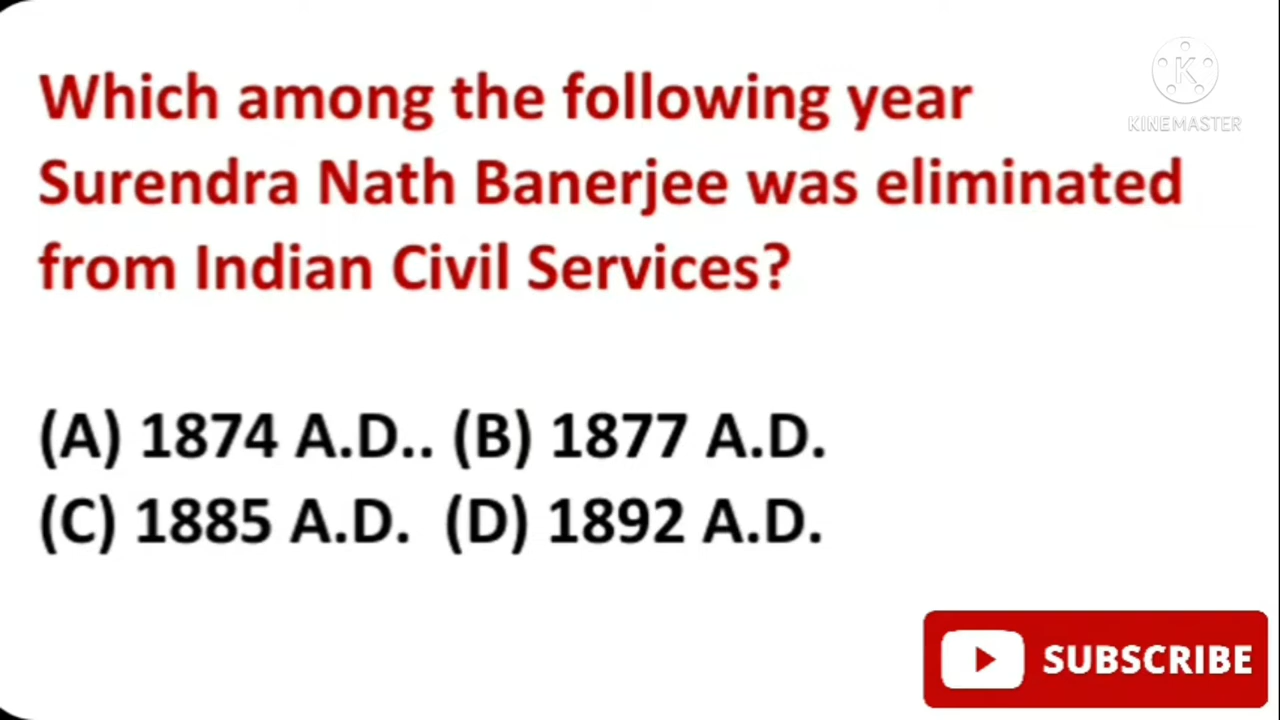 Which among the following year
KINEMASTER
Surendra Nath Banerjee was eliminated
from Indian Civil Services?
(A) 1874 A.D.. (B) 1877 A.D.
(C) 1885 A.D. (D) 1892 A.D.
SUBSCRIBE